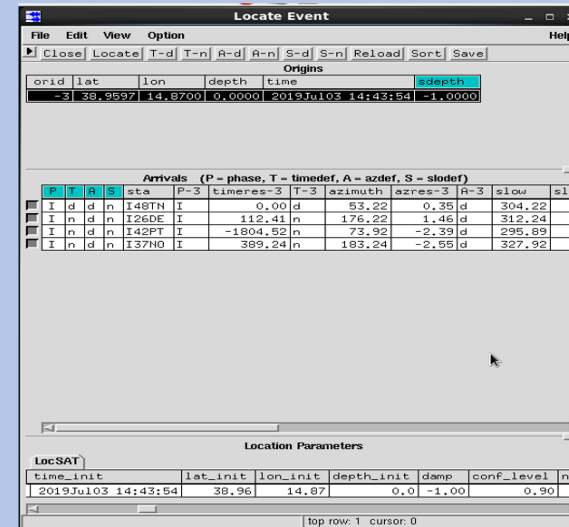 Locate Event
File Edit View Option Help
Close Locate T-d T-n A-d A-n S-d S-n Reload Sort Save
Origins
orid lat lon depth time sdepth
-3 38.9597 14.8700 0.0000 2019Jul03 14:43:54 -1.0000
Arrivals (P = phase, T = timedef, A = azdef, S = slodef)
P T A S sta P-3 timeres-3 T-3 azimuth azres-3 A-3 slow sl
I d d n I48TN I 0.00 d 53.22 0.35 d 304.22
I n d n I26DE I 112.41 n 176.22 1.46 d 312.24
I n d n I42PT I -1804.52 n 73.92 -2.39 d 295.89
I n d n I37NO I 389.24 n 183.24 -2.55 d 327.92
Location Parameters
LocSAT
time_init lat_init lon_init depth_init damp conf_level n
2019Jul03 14:43:54 38.96 14.87 0.0 -1.00 0.90
top row: 1 cursor: 0